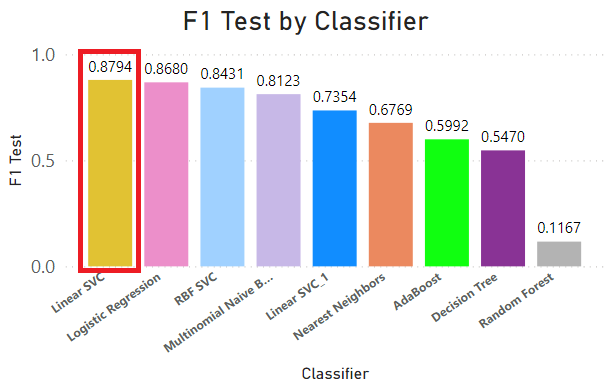 F1 Test by Classifier
F1 Test
1.0
0.5
0.0
0.8794
0.8680
0.8431
0.8123
0.7354
0.6769
0.5992
0.5470
0.1167
Linear SVC
Logistic Regression
RBF SVC
Multinomial Naive B...
Linear SVC_1
Nearest Neighbors
AdaBoost
Decision Tree
Random Forest
Classifier